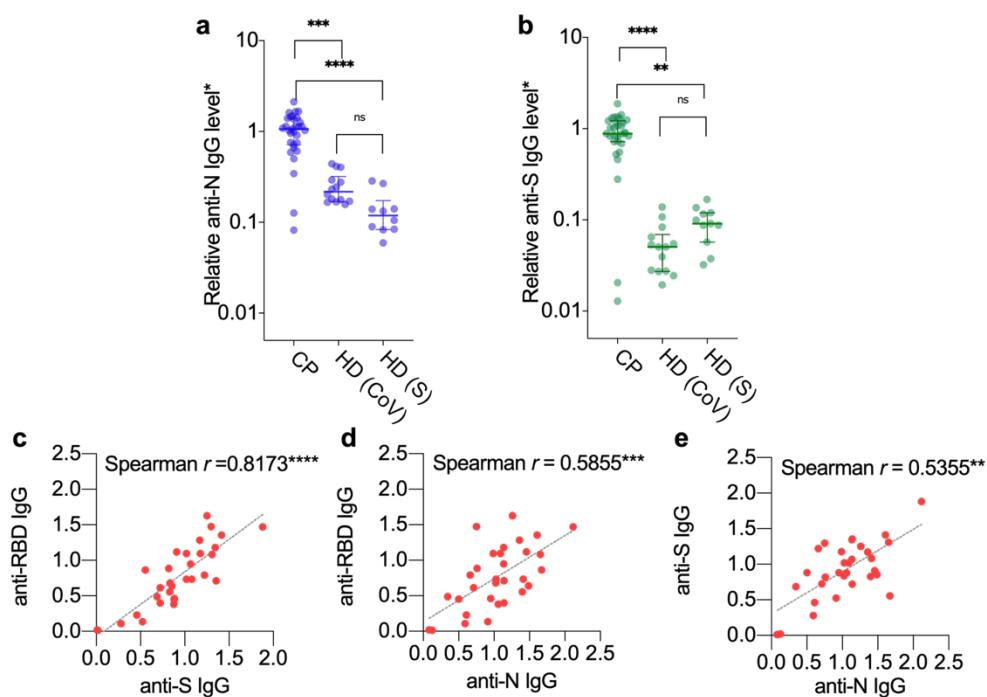 a
***
****
ns
Relative anti-N IgG level*
10
1
0.1
0.01
CP
HD (CoV)
HD (S)
b
****
**
ns
Relative anti-S IgG level*
10
1
0.1
0.01
CP
HD (CoV)
HD (S)
c
Spearman r =0.8173****
anti-RBD IgG
2.5
2.0
1.5
1.0
0.5
0.0
0.0 0.5 1.0 1.5 2.0
anti-S IgG
d
Spearman r = 0.5855***
anti-RBD IgG
2.5
2.0
1.5
1.0
0.5
0.0
0.0 0.5 1.0 1.5 2.0 2.5
anti-N IgG
e
Spearman r = 0.5355**
anti-S IgG
2.5
2.0
1.5
1.0
0.5
0.0
0.0 0.5 1.0 1.5 2.0 2.5
anti-N IgG